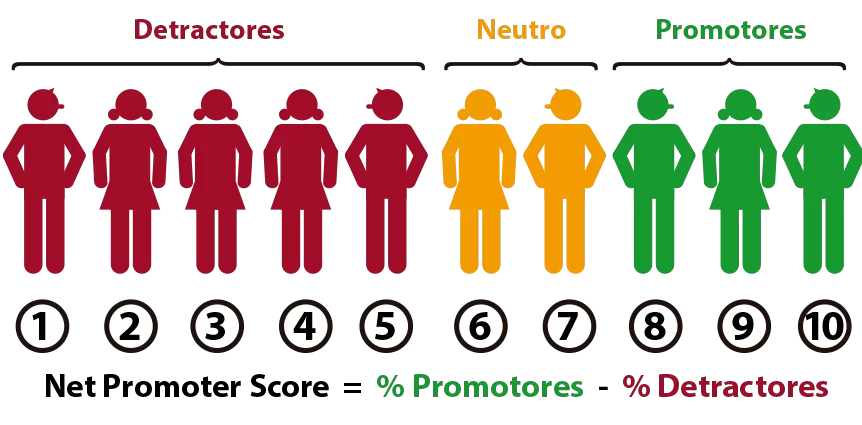 Detractores Neutro Promotores
1 2 3 4 5 6 7 8 9 10
Net Promoter Score = % Promotores - % Detractores